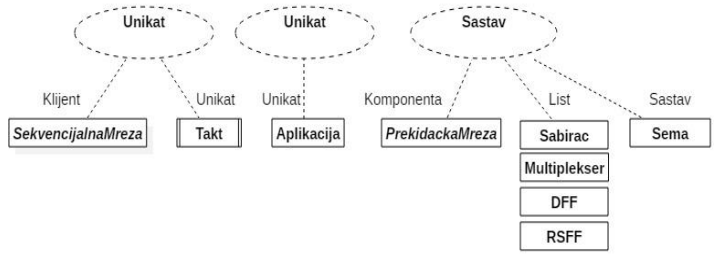 Unikat
Unikat
Sastav
Klijent
Unikat
Unikat
Komponenta
List
Sastav
SekvencijalnaMreza
Takt
Aplikacija
PrekidackaMreza
Sabirac
Sema
Multiplekser
DFF
RSFF